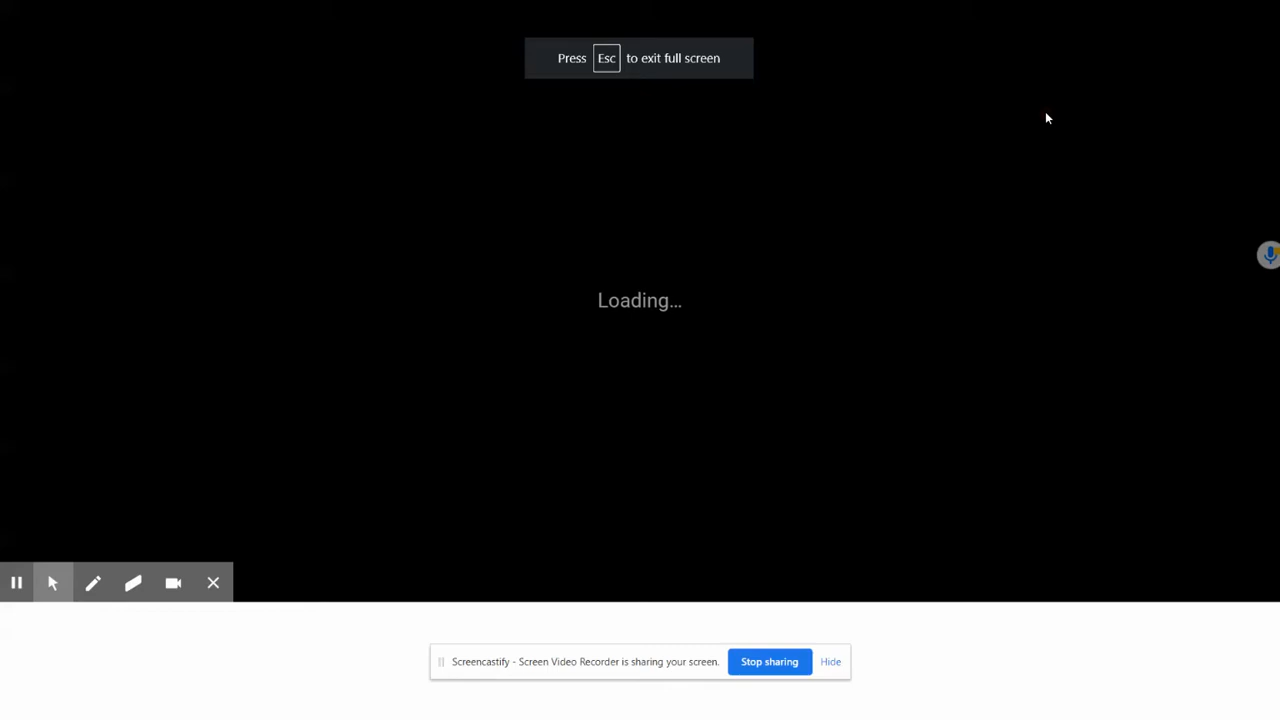 Press Esc to exit full screen
Loading...
Screencastify - Screen Video Recorder is sharing your screen. Stop sharing Hide